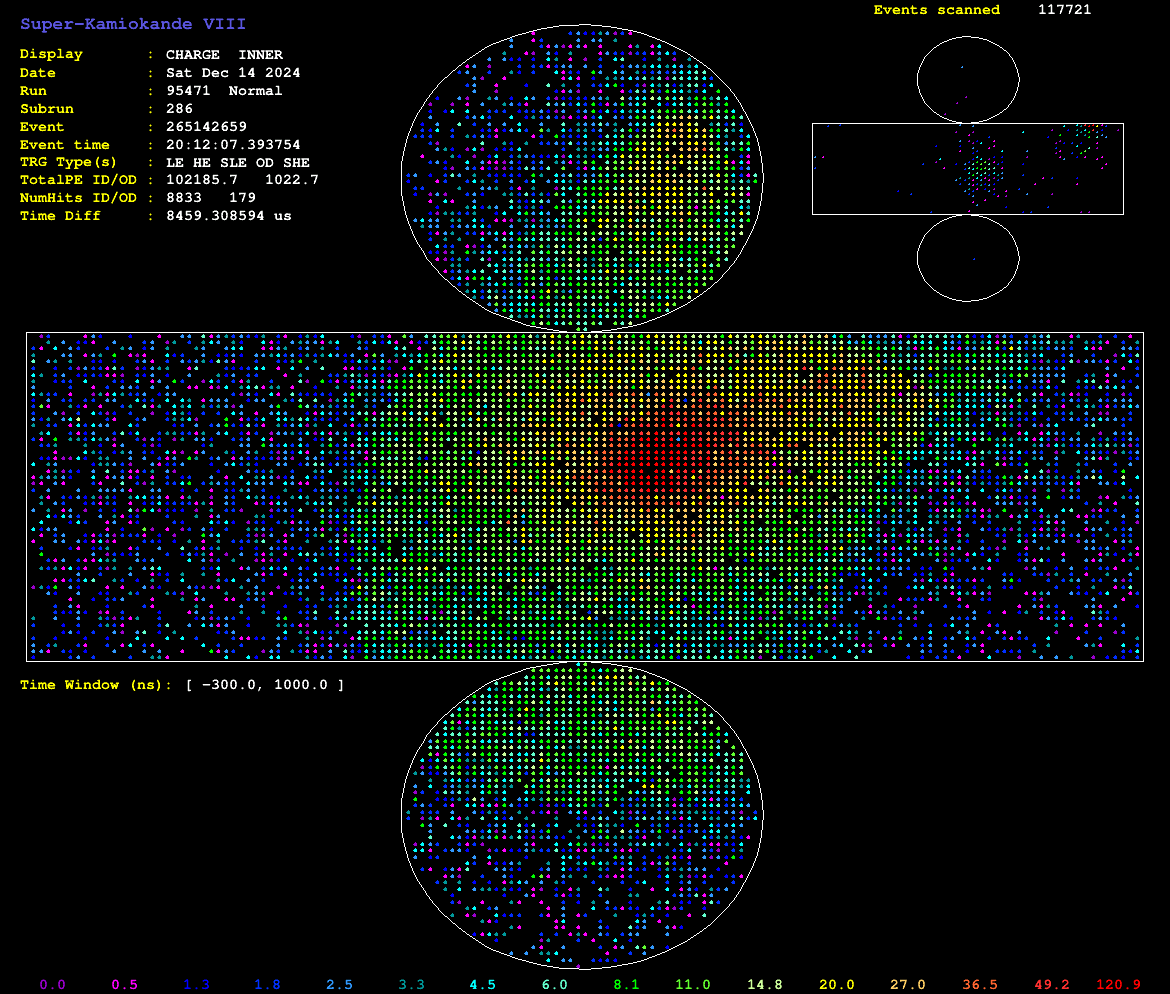 Super-Kamiokande VIII
Events scanned 117721
Display : CHARGE INNER
Date : Sat Dec 14 2024
Run : 95471 Normal
Subrun : 286
Event : 265142659
Event time : 20:12:07.393754
TRG Type(s) : LE HE SLE OD SHE
TotalPE ID/OD : 102185.7 1022.7
NumHits ID/OD : 8833 179
Time Diff : 8459.308594 us
Time Window (ns): [ −300.0, 1000.0 ]
0.0 0.5 1.3 1.8 2.5 3.3 4.5 6.0 8.1 11.0 14.8 20.0 27.0 36.5 49.2 120.9